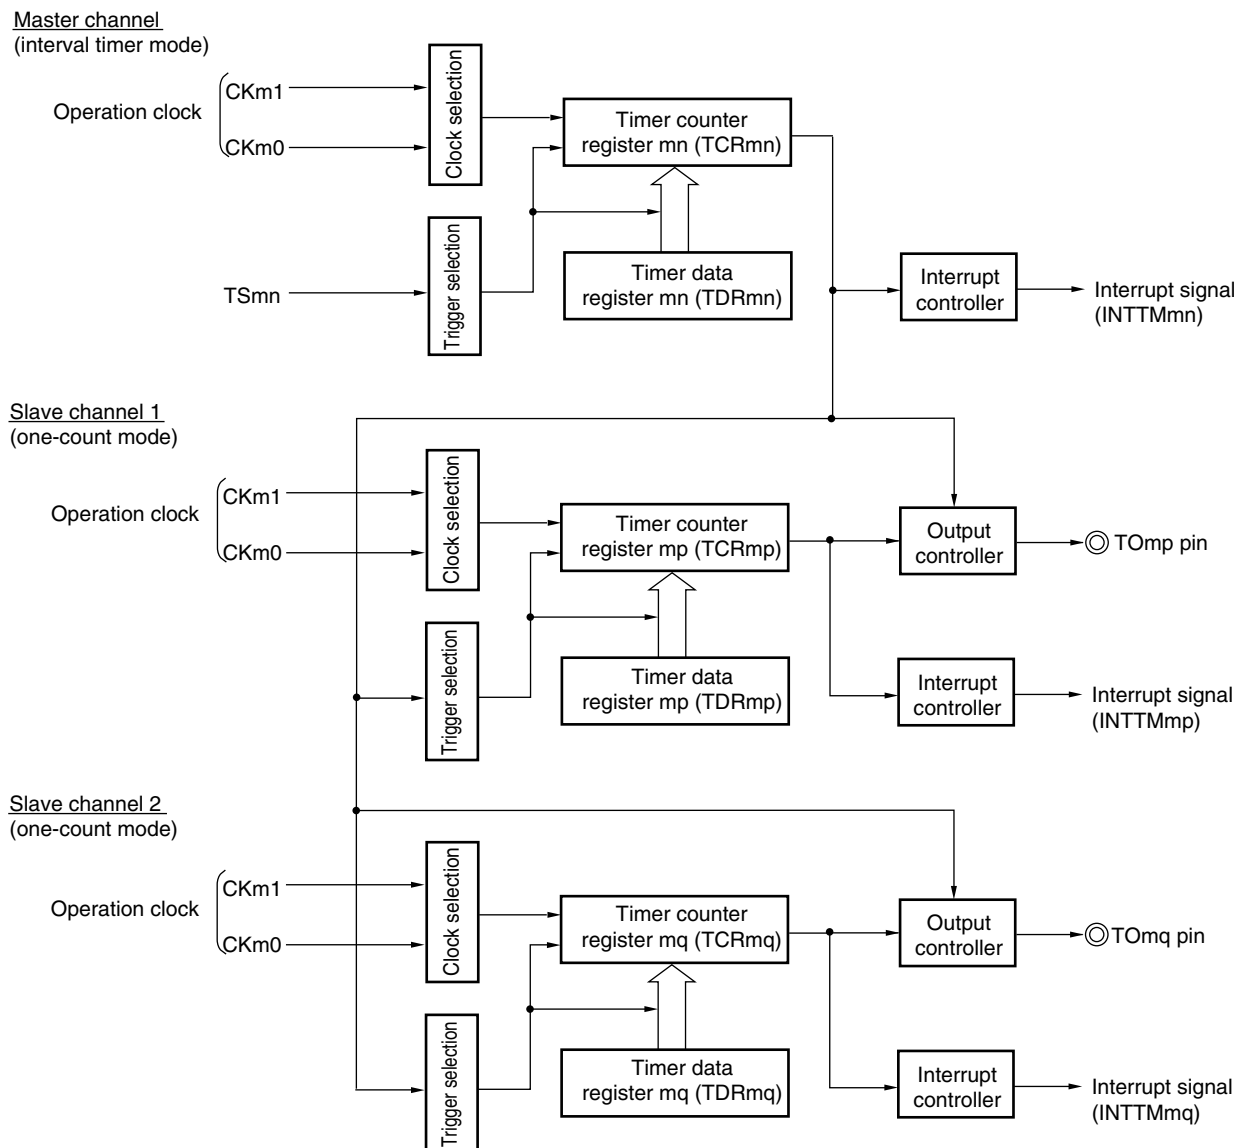 Master channel
(interval timer mode)
Operation clock
CKm1
CKm0
Clock selection
Timer counter
register mn (TCRmn)
TSmn
Trigger selection
Timer data
register mn (TDRmn)
Interrupt
controller
Interrupt signal
(INTTMmn)
Slave channel 1
(one-count mode)
Operation clock
CKm1
CKm0
Clock selection
Timer counter
register mp (TCRmp)
Output
controller
TOmp pin
Trigger selection
Timer data
register mp (TDRmp)
Interrupt
controller
Interrupt signal
(INTTMmp)
Slave channel 2
(one-count mode)
Operation clock
CKm1
CKm0
Clock selection
Timer counter
register mq (TCRmq)
Output
controller
TOmq pin
Trigger selection
Timer data
register mq (TDRmq)
Interrupt
controller
Interrupt signal
(INTTMmq)